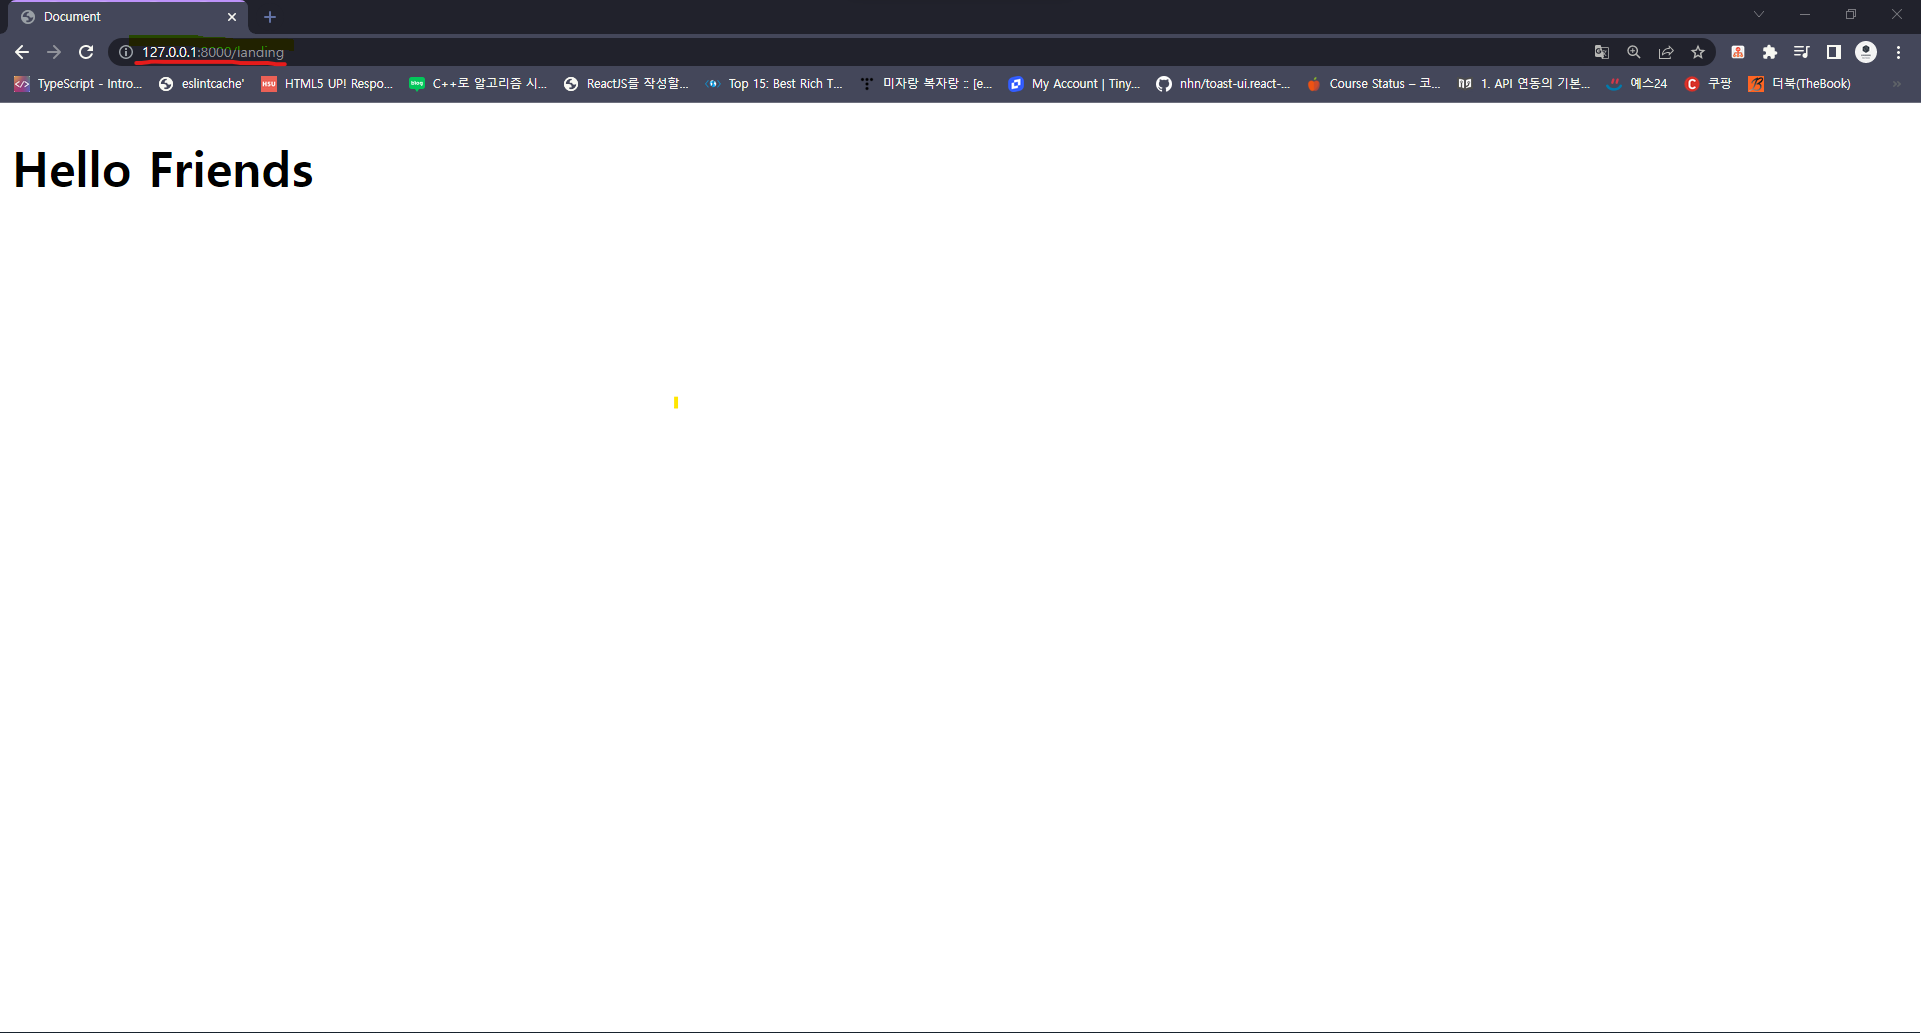 Document
127.0.0.1:8000/landing
TypeScript - Intro... eslintcache' HTML5 UP! Respo... C++로 알고리즘 시... ReactJS를 작성할... Top 15: Best Rich T... 미자랑 복자랑 :: [e... My Account | Tiny... nhn/toast-ui.react-... Course Status – 코... 1. API 연동의 기본... 예스24 쿠팡 더북(TheBook)
Hello Friends